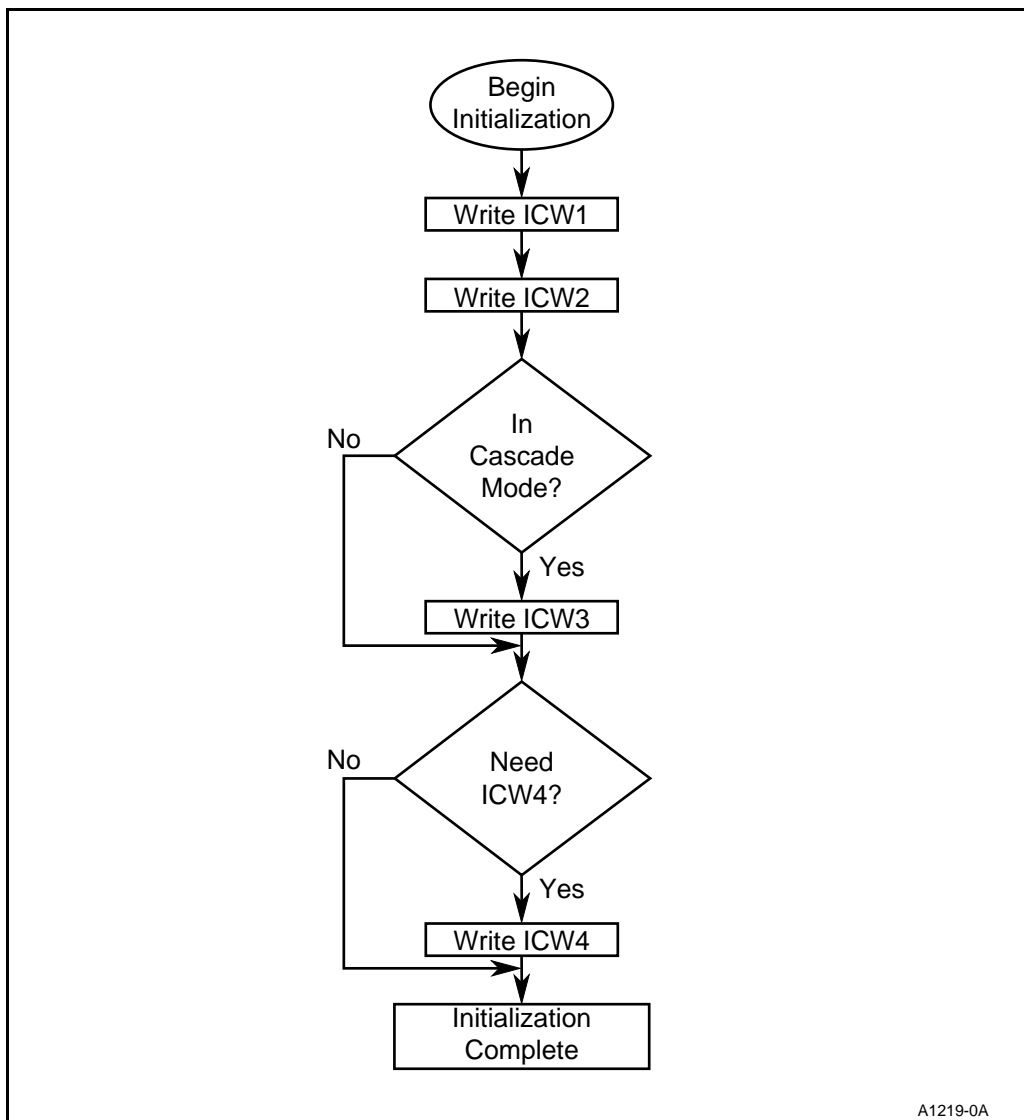 Begin
Initialization
Write ICW1
Write ICW2
In
Cascade
Mode?
No
Yes
Write ICW3
Need
ICW4?
No
Yes
Write ICW4
Initialization
Complete
A1219-0A